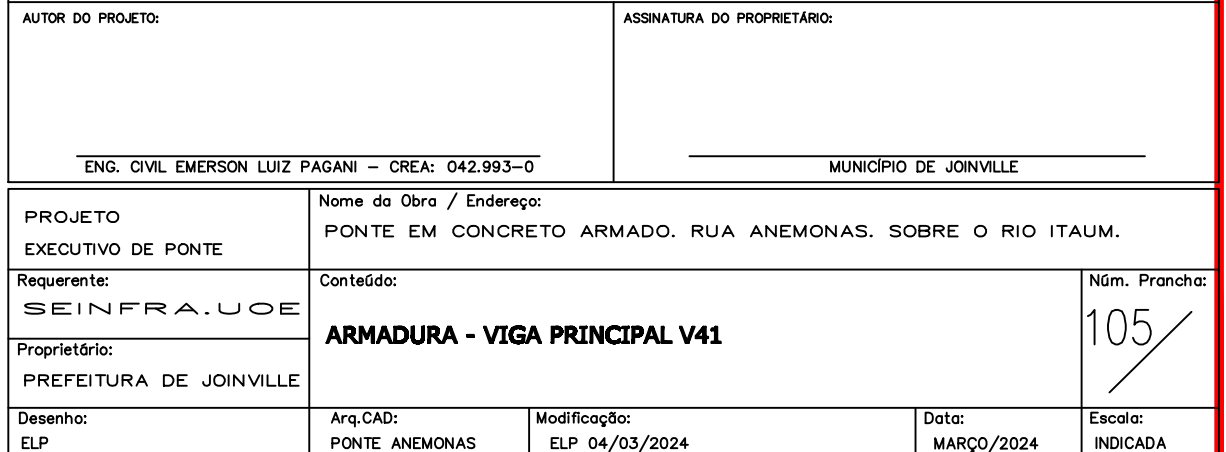 AUTOR DO PROJETO:
ASSINATURA DO PROPRIETÁRIO:
ENG. CIVIL EMERSON LUIZ PAGANI – CREA: 042.993–0
MUNICÍPIO DE JOINVILLE
PROJETO
EXECUTIVO DE PONTE
Nome da Obra / Endereço:
PONTE EM CONCRETO ARMADO. RUA ANEMONAS. SOBRE O RIO ITAUM.
Requerente:
SEINFRA.UOE
Proprietário:
PREFEITURA DE JOINVILLE
Conteúdo:
ARMADURA - VIGA PRINCIPAL V41
Núm. Prancha:
105/
Desenho:
ELP
Arq.CAD:
PONTE ANEMONAS
Modificação:
ELP 04/03/2024
Data:
MARÇO/2024
Escala:
INDICADA